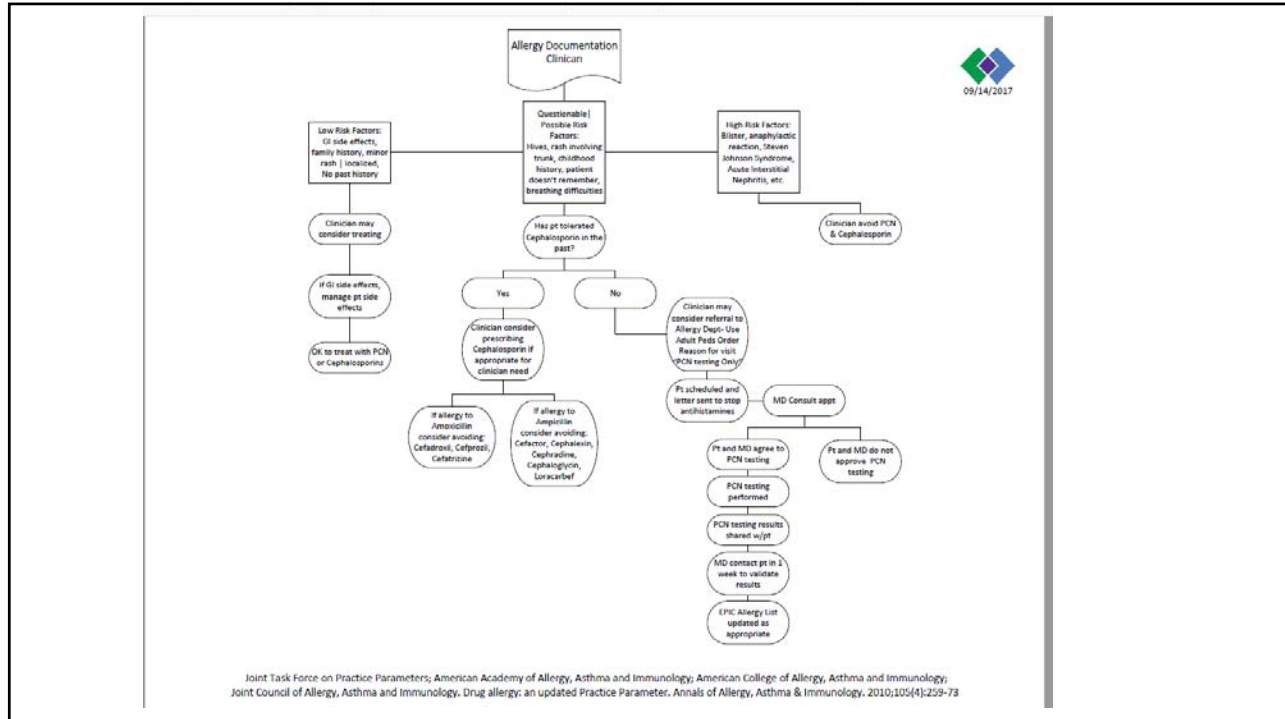 Allergy Documentation
Clinican
09/14/2017
Low Risk Factors:
GI side effects,
family history, minor
rash | localized,
No past history
Questionable|
Possible Risk
Factors:
Hives, rash involving
trunk, childhood
history, patient
doesn't remember,
breathing difficulties
High Risk Factors:
Blister, anaphylactic
reaction, Steven
Johnson Syndrome,
Acute Interstitial
Nephritis, etc.
Clinician may
consider treating
If GI side effects,
manage pt side
effects
OK to treat with PCN
or Cephalosporins
Has pt tolerated
Cephalosporin in the
past?
Clinician avoid PCN
& Cephalosporin
Yes
No
Clinician consider
prescribing
Cephalosporin if
appropriate for
clinician need
If allergy to
Amoxicillin
consider avoiding:
Cefadroxil, Cefprozil,
Cefatrizine
If allergy to
Ampicillin
consider avoiding:
Cefactor, Cephalexin,
Cephradine,
Cephaloglycin,
Loracarbef
Clinician may
consider referral to
Allergy Dept- Use
Adult Peds Order
Reason for visit
"PCN testing Only"
Pt scheduled and
letter sent to stop
antihistamines
MD Consult appt
Pt and MD agree to
PCN testing
Pt and MD do not
approve PCN
testing
PCN testing
performed
PCN testing results
shared w/pt
MD contact pt in 1
week to validate
results
EPIC Allergy List
updated as
appropriate
Joint Task Force on Practice Parameters; American Academy of Allergy, Asthma and Immunology; American College of Allergy, Asthma and Immunology;
Joint Council of Allergy, Asthma and Immunology. Drug allergy: an updated Practice Parameter. Annals of Allergy, Asthma & Immunology. 2010;105(4):259-73